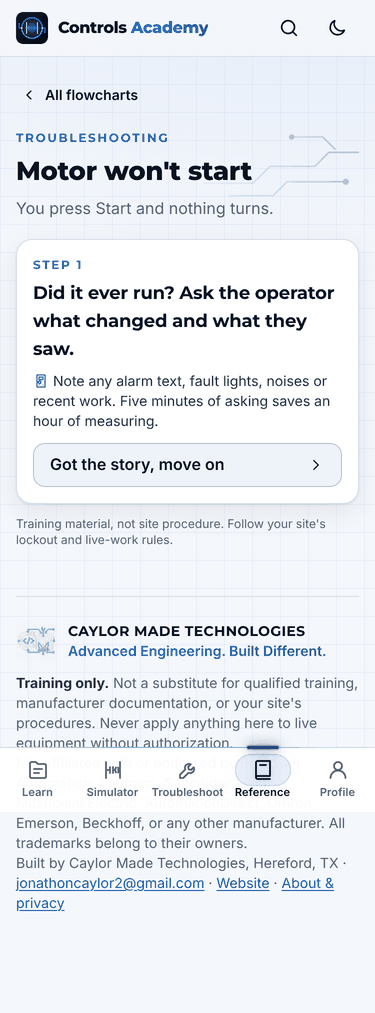 Controls Academy
All flowcharts
TROUBLESHOOTING
Motor won't start
You press Start and nothing turns.
STEP 1
Did it ever run? Ask the operator
what changed and what they
saw.
Note any alarm text, fault lights, noises or
recent work. Five minutes of asking saves an
hour of measuring.
Got the story, move on
Training material, not site procedure. Follow your site's
lockout and live-work rules.
CAYLOR MADE TECHNOLOGIES
Advanced Engineering. Built Different.
Training only. Not a substitute for qualified training,
manufacturer documentation, or your site's
procedures. Never apply anything here to live
equipment without authorization.
Learn
Simulator
Troubleshoot
Reference
Profile
Emerson, Beckhoff, or any other manufacturer. All
trademarks belong to their owners.
Built by Caylor Made Technologies, Hereford, TX ·
jonathoncaylor2@gmail.com · Website · About &
privacy